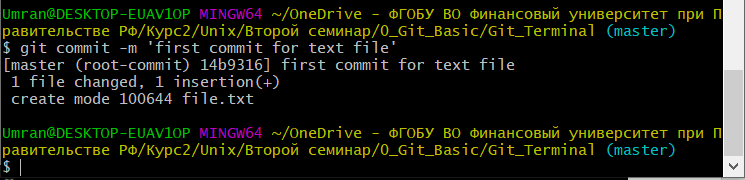 Umran@DESKTOP-EUAV1OP MINGW64 ~/OneDrive - ФГОБУ ВО Финансовый университет при П
равительстве РФ/Курс2/Unix/Второй семинар/0_Git_Basic/Git_Terminal (master)
$ git commit -m 'first commit for text file'
[master (root-commit) 14b9316] first commit for text file
 1 file changed, 1 insertion(+)
 create mode 100644 file.txt
Umran@DESKTOP-EUAV1OP MINGW64 ~/OneDrive - ФГОБУ ВО Финансовый университет при П
равительстве РФ/Курс2/Unix/Второй семинар/0_Git_Basic/Git_Terminal (master)
$